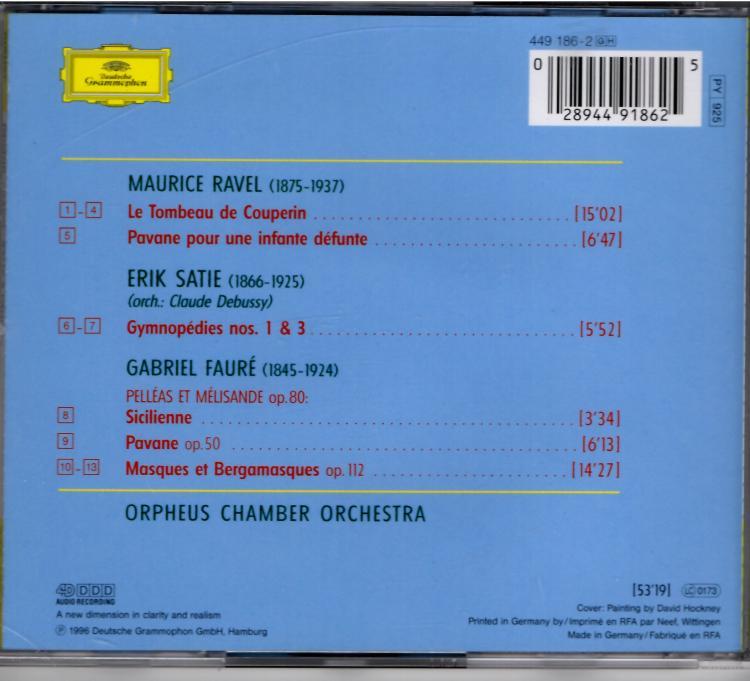 449 186-2 GH
Deutsche
Grammophon
0 28944 91862 5
PY 925
MAURICE RAVEL (1875-1937)
1 - 4 Le Tombeau de Couperin [15'02]
5 Pavane pour une infante défunte [6'47]
ERIK SATIE (1866-1925)
(orch.: Claude Debussy)
6 - 7 Gymnopédies nos. 1 & 3 [5'52]
GABRIEL FAURÉ (1845-1924)
PELLÉAS ET MÉLISANDE op.80:
8 Sicilienne [3'34]
9 Pavane op.50 [6'13]
10 - 13 Masques et Bergamasques op.112 [14'27]
ORPHEUS CHAMBER ORCHESTRA
4D DDD
AUDIO RECORDING
A new dimension in clarity and realism
℗ 1996 Deutsche Grammophon GmbH, Hamburg
[53'19] LC 0173
Cover: Painting by David Hockney
Printed in Germany by / Imprimé en RFA par Neef, Wittingen
Made in Germany / Fabriqué en RFA